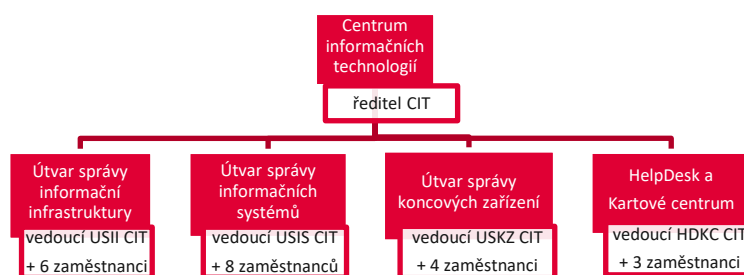 Centrum
informačních
technologií
ředitel CIT
Útvar správy
informační
infrastruktury
vedoucí USII CIT
+ 6 zaměstnanci
Útvar správy
informačních
systémů
vedoucí USIS CIT
+ 8 zaměstnanců
Útvar správy
koncových zařízení
vedoucí USKZ CIT
+ 4 zaměstnanci
HelpDesk a
Kartové centrum
vedoucí HDKC CIT
+ 3 zaměstnanci